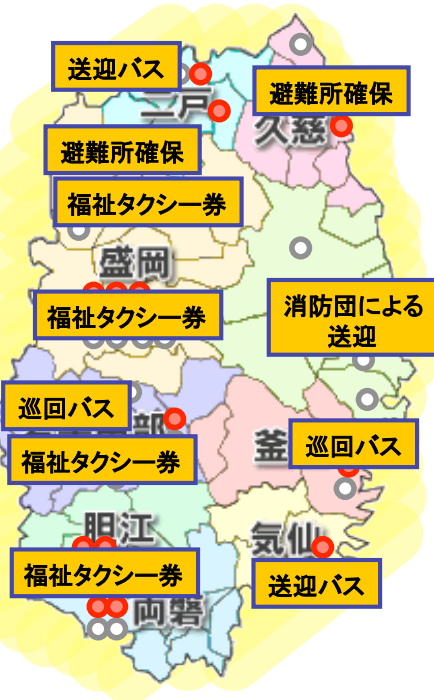 送迎バス
二戸
避難所確保
久慈
避難所確保
福祉タクシー券
盛岡
福祉タクシー券
消防団による
送迎
巡回バス
部
釜
巡回バス
福祉タクシー券
胆江
気仙
福祉タクシー券
送迎バス
両磐